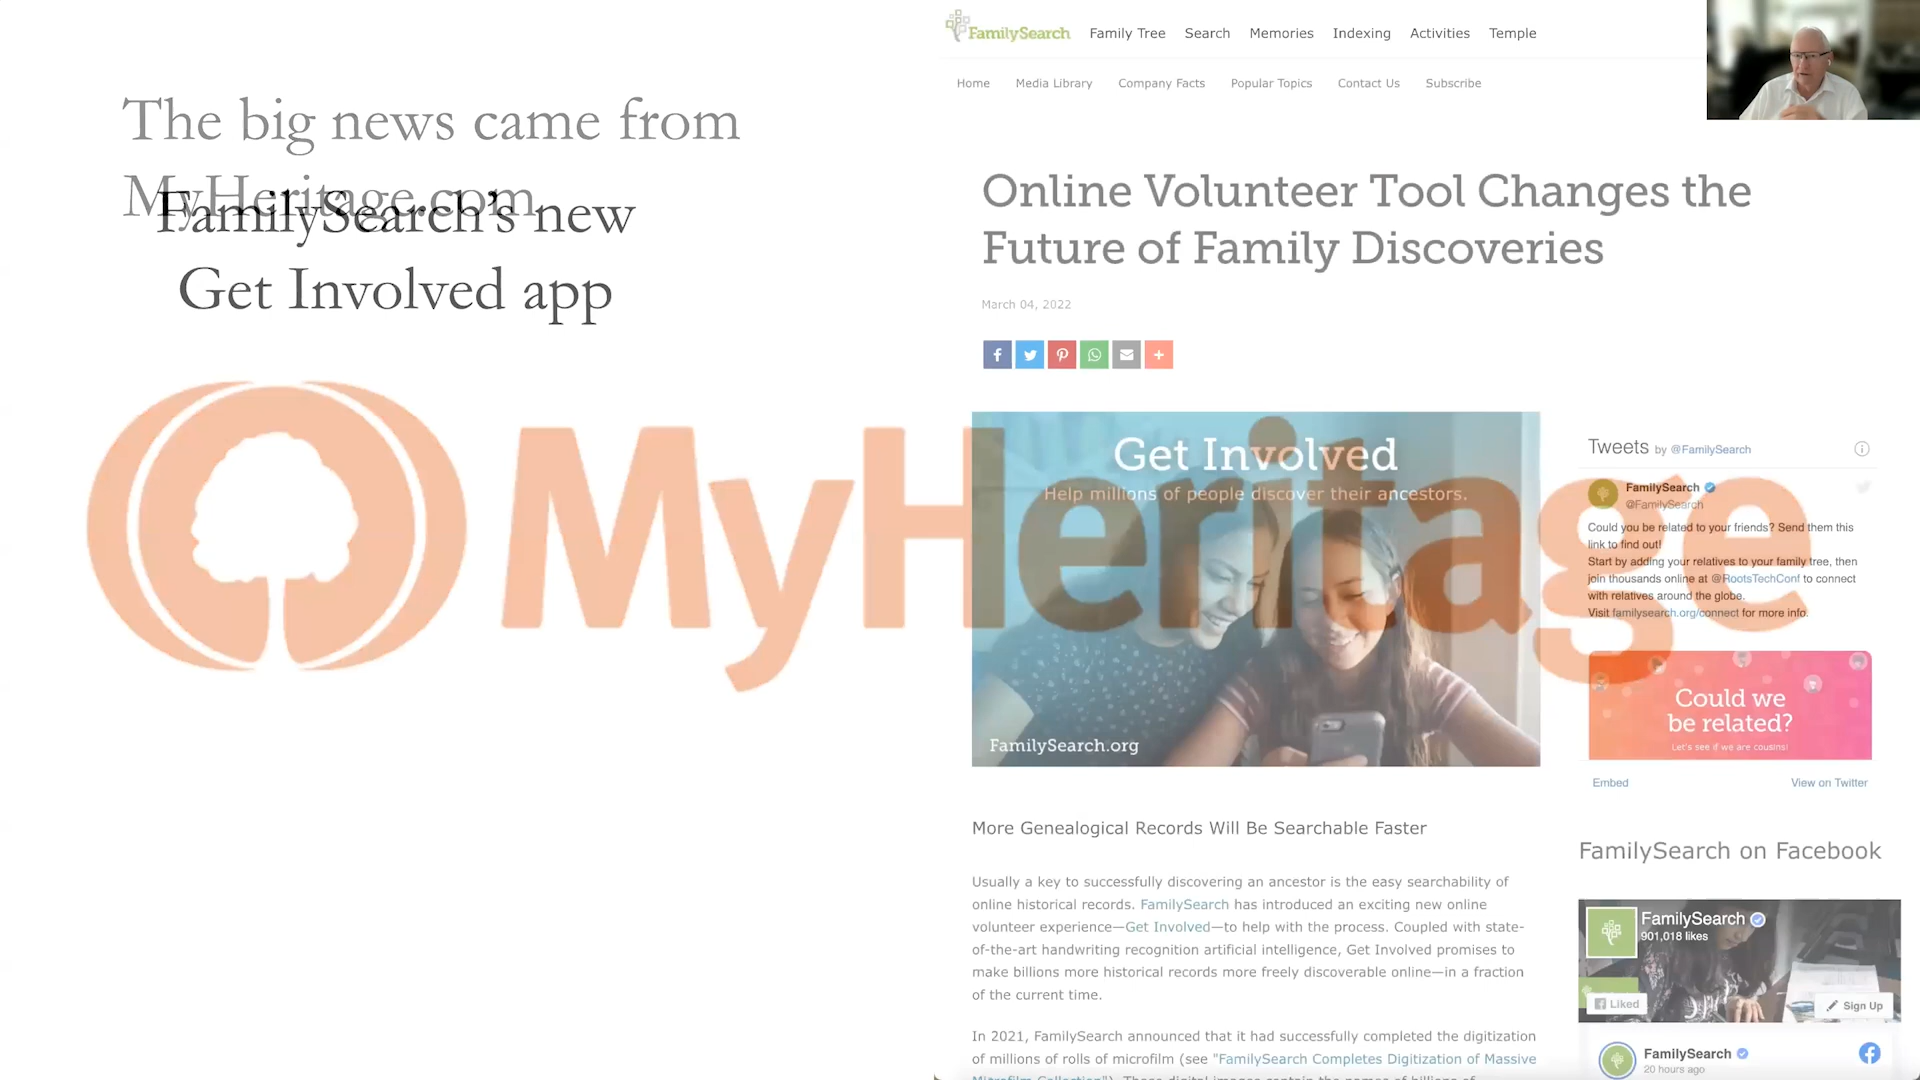 The big news came from
MyHeritage.com
FamilySearch's new
Get Involved app
MyHeritage
FamilySearch Family Tree Search Memories Indexing Activities Temple
Home Media Library Company Facts Popular Topics Contact Us Subscribe
Online Volunteer Tool Changes the
Future of Family Discoveries
March 04, 2022
Get Involved
Help millions of people discover their ancestors.
FamilySearch.org
More Genealogical Records Will Be Searchable Faster
Usually a key to successfully discovering an ancestor is the easy searchability of
online historical records. FamilySearch has introduced an exciting new online
volunteer experience—Get Involved—to help with the process. Coupled with state-
of-the-art handwriting recognition artificial intelligence, Get Involved promises to
make billions more historical records more freely discoverable online—in a fraction
of the current time.
In 2021, FamilySearch announced that it had successfully completed the digitization
of millions of rolls of microfilm (see "FamilySearch Completes Digitization of Massive
Tweets by @FamilySearch
FamilySearch
@FamilySearch
Could you be related to your friends? Send them this
link to find out!
Start by adding your relatives to your family tree, then
join thousands online at @RootsTechConf to connect
with relatives around the globe.
Visit familysearch.org/connect for more info.
Could we
be related?
Let's see if we are cousins!
Embed View on Twitter
FamilySearch on Facebook
FamilySearch
901,018 likes
Liked Sign Up
FamilySearch
20 hours ago